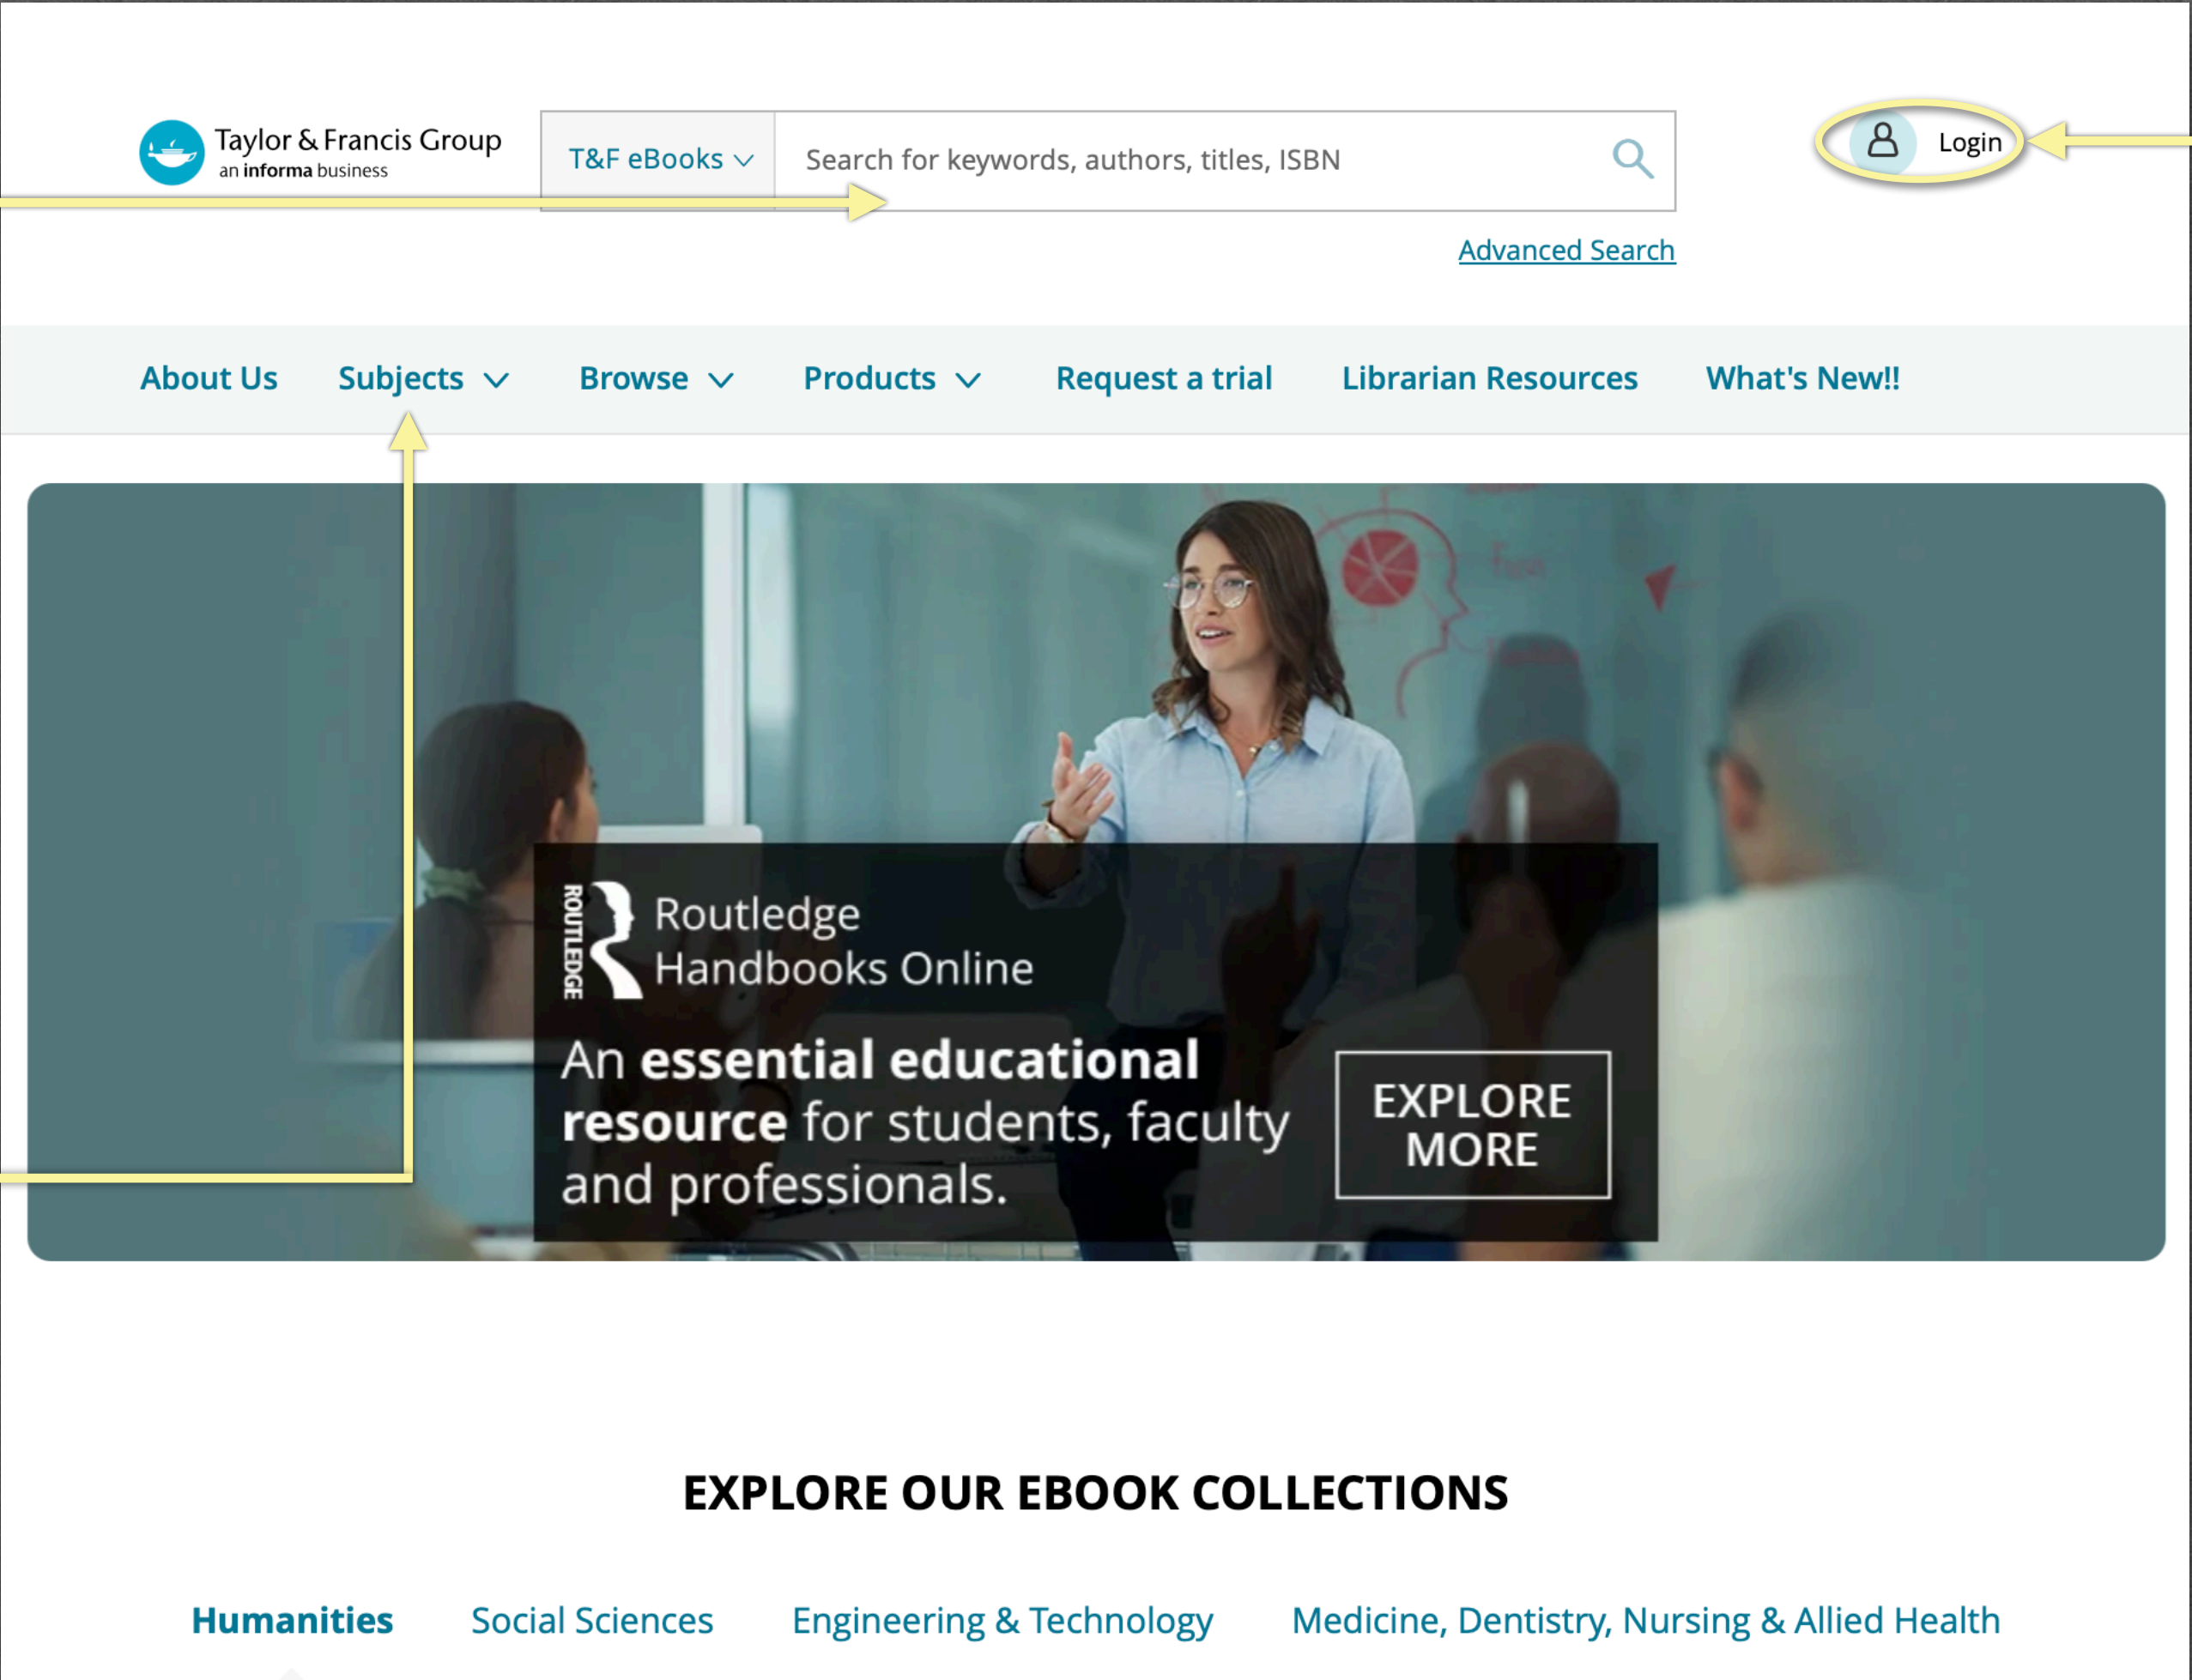 Taylor & Francis Group
an informa business
T&F eBooks
Search for keywords, authors, titles, ISBN
Login
Advanced Search
About Us
Subjects
Browse
Products
Request a trial
Librarian Resources
What's New!!
ROUTLEDGE
Routledge
Handbooks Online
An essential educational
resource for students, faculty
and professionals.
EXPLORE
MORE
EXPLORE OUR EBOOK COLLECTIONS
Humanities
Social Sciences
Engineering & Technology
Medicine, Dentistry, Nursing & Allied Health